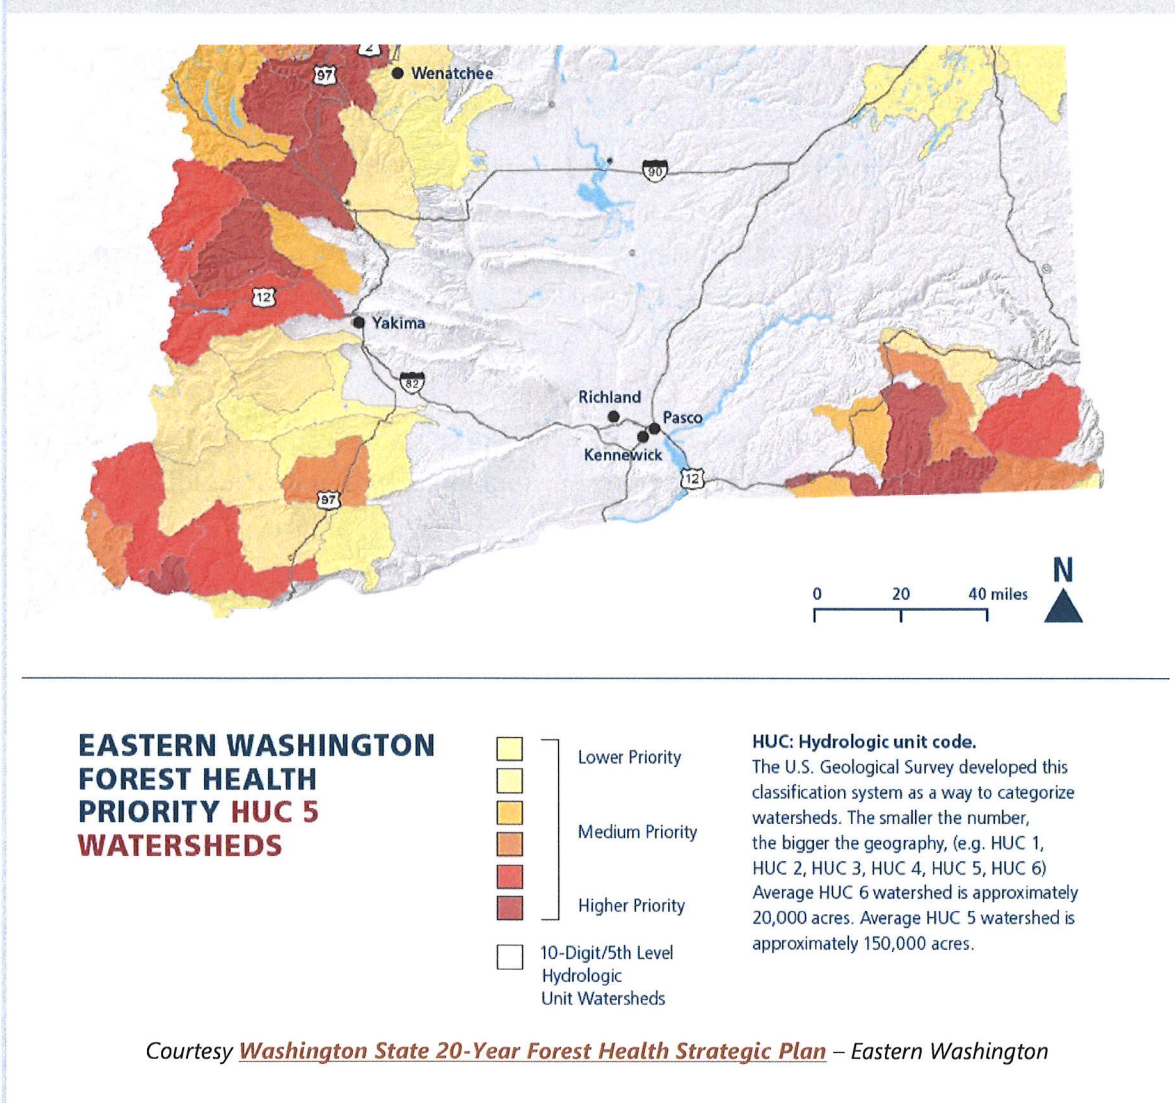 2
97
Wenatchee
90
12
Yakima
82
Richland
Pasco
Kennewick
12
97
N
0 20 40 miles
EASTERN WASHINGTON
FOREST HEALTH
PRIORITY HUC 5
WATERSHEDS
Lower Priority
Medium Priority
Higher Priority
10-Digit/5th Level
Hydrologic
Unit Watersheds
HUC: Hydrologic unit code.
The U.S. Geological Survey developed this
classification system as a way to categorize
watersheds. The smaller the number,
the bigger the geography, (e.g. HUC 1,
HUC 2, HUC 3, HUC 4, HUC 5, HUC 6)
Average HUC 6 watershed is approximately
20,000 acres. Average HUC 5 watershed is
approximately 150,000 acres.
Courtesy Washington State 20-Year Forest Health Strategic Plan – Eastern Washington